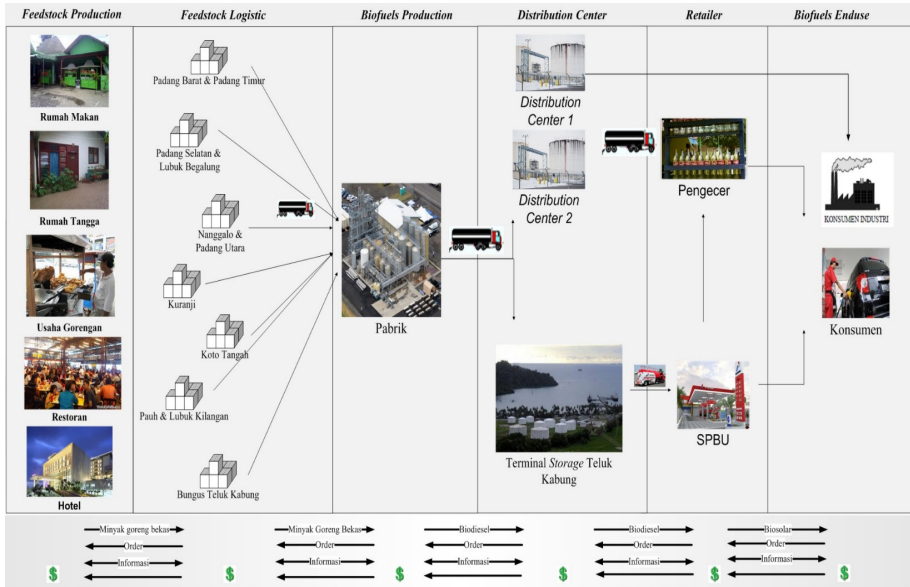 Feedstock Production
Feedstock Logistic
Biofuels Production
Distribution Center
Retailer
Biofuels Enduse
Rumah Makan
Rumah Tangga
Usaha Gorengan
Restoran
Hotel
Padang Barat & Padang Timur
Padang Selatan &
Lubuk Begalung
Nanggalo &
Padang Utara
Kuranji
Koto Tangah
Pauh & Lubuk Kilangan
Bungus Teluk Kabung
Pabrik
Distribution
Center 1
Distribution
Center 2
Terminal Storage Teluk
Kabung
Pengecer
SPBU
KONSUMEN INDUSTRI
Konsumen
Minyak goreng bekas
Order
Informasi
$
Minyak Goreng Bekas
Order
Informasi
$
Biodiesel
Order
Informasi
$
Biodiesel
Order
Informasi
$
Biosolar
Order
Informasi
$
$